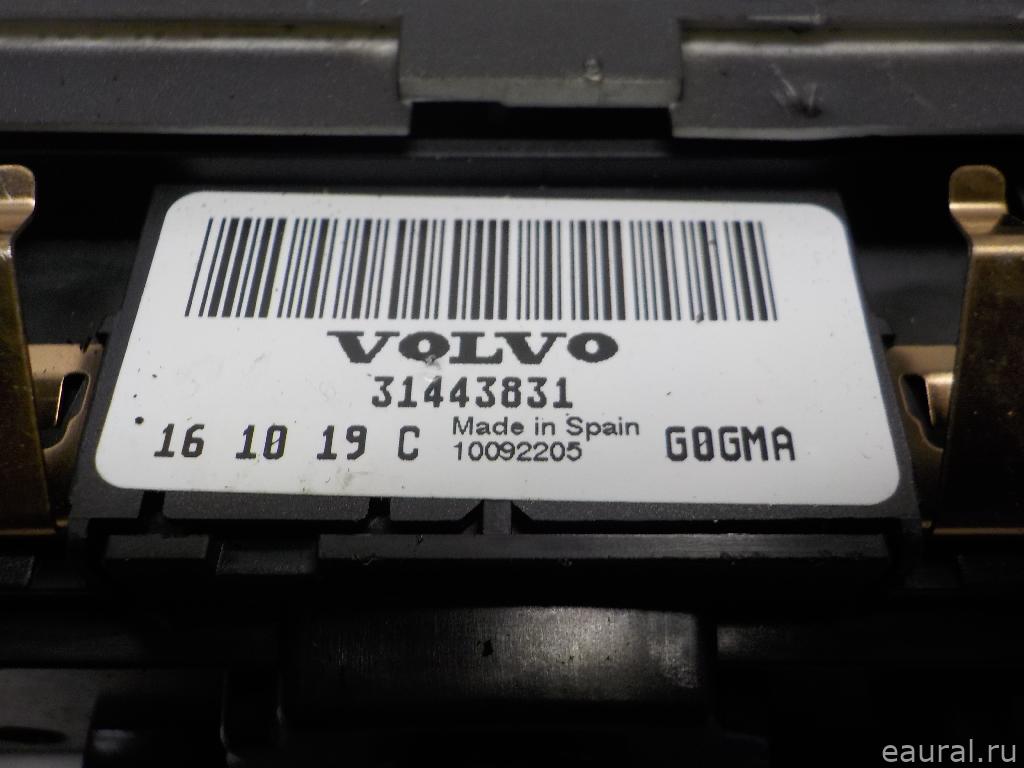 VOLVO
31443831
16 10 19 C Made in Spain G0GMA
10092205
eaural.ru